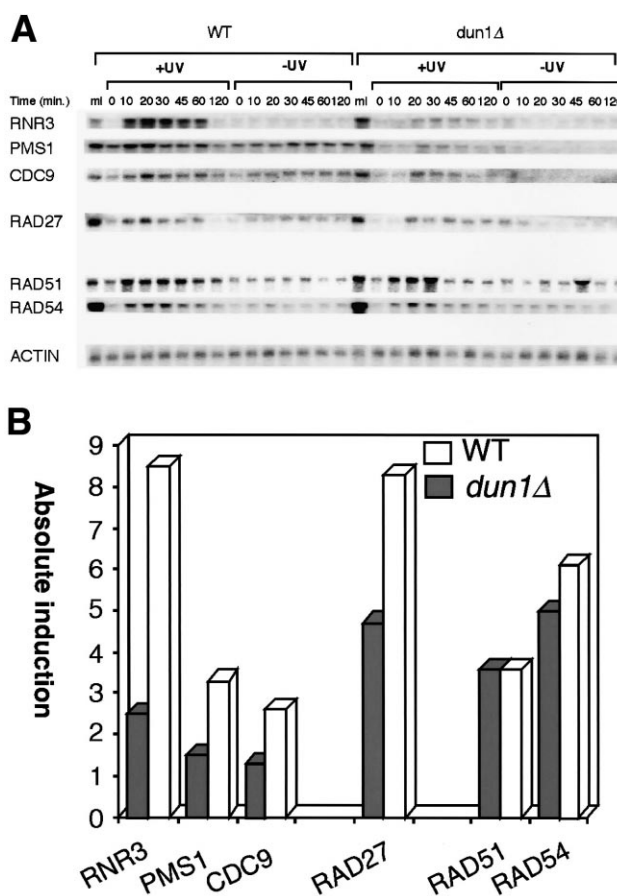 A
WT dun1Δ
+UV -UV +UV -UV
Time (min.) ml 0 10 20 30 45 60 120 0 10 20 30 45 60 120 ml 0 10 20 30 45 60 120 0 10 20 30 45 60 120
RNR3
PMS1
CDC9
RAD27
RAD51
RAD54
ACTIN
B
Absolute induction
9
8
7
6
5
4
3
2
1
0
WT
dun1Δ
RNR3 PMS1 CDC9 RAD27 RAD51 RAD54